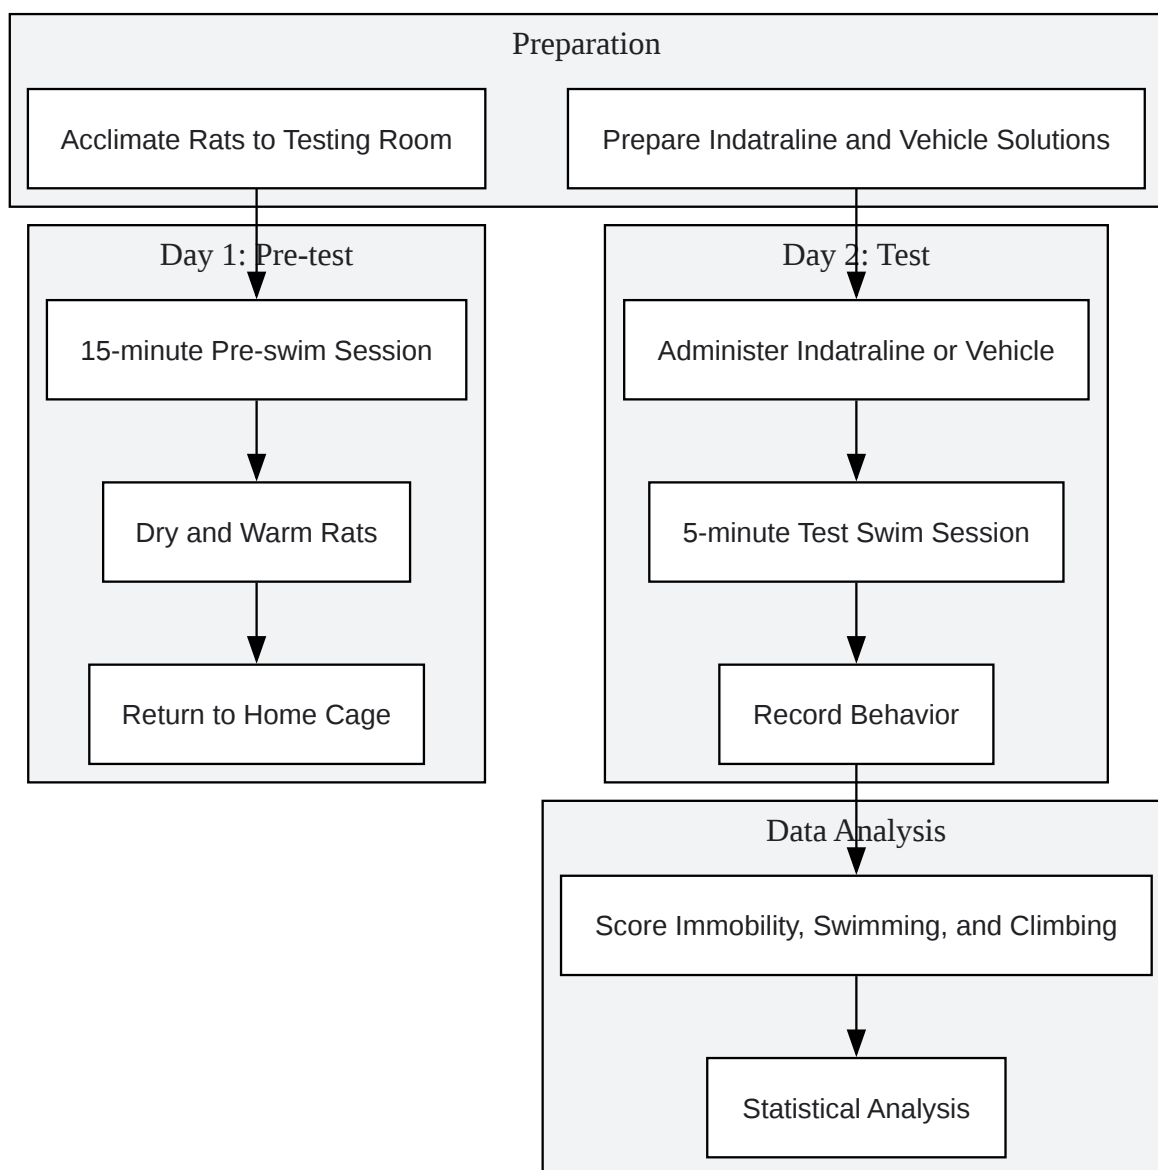 Preparation
Acclimate Rats to Testing Room
Prepare Indatraline and Vehicle Solutions
Day 1: Pre-test
15-minute Pre-swim Session
Dry and Warm Rats
Return to Home Cage
Day 2: Test
Administer Indatraline or Vehicle
5-minute Test Swim Session
Record Behavior
Data Analysis
Score Immobility, Swimming, and Climbing
Statistical Analysis